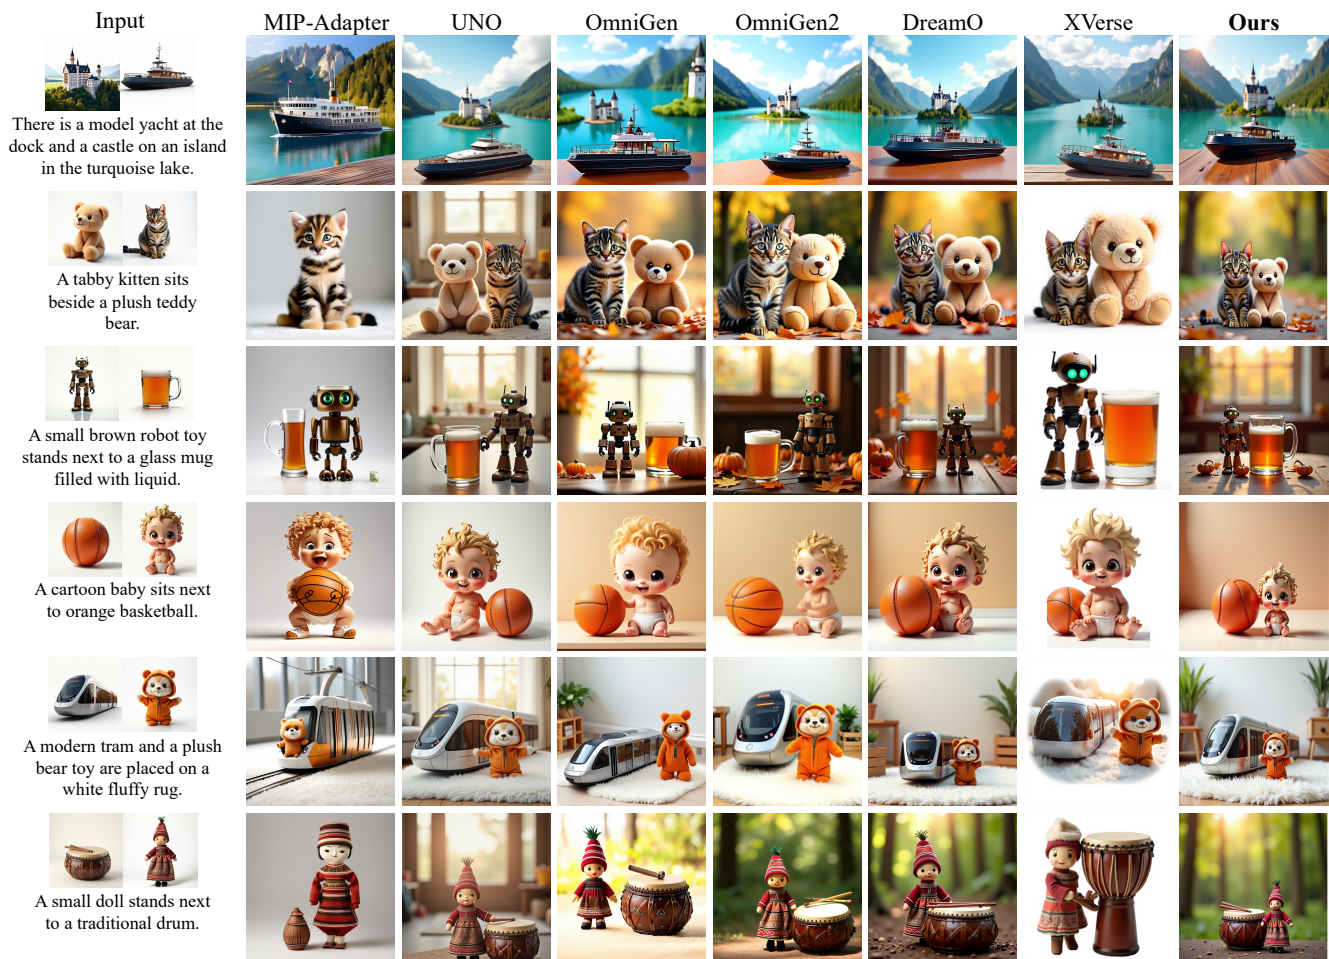 Input
MIP-Adapter
UNO
OmniGen
OmniGen2
DreamO
XVerse
Ours
There is a model yacht at the
dock and a castle on an island
in the turquoise lake.
A tabby kitten sits
beside a plush teddy
bear.
A small brown robot toy
stands next to a glass mug
filled with liquid.
A cartoon baby sits next
to orange basketball.
A modern tram and a plush
bear toy are placed on a
white fluffy rug.
A small doll stands next
to a traditional drum.